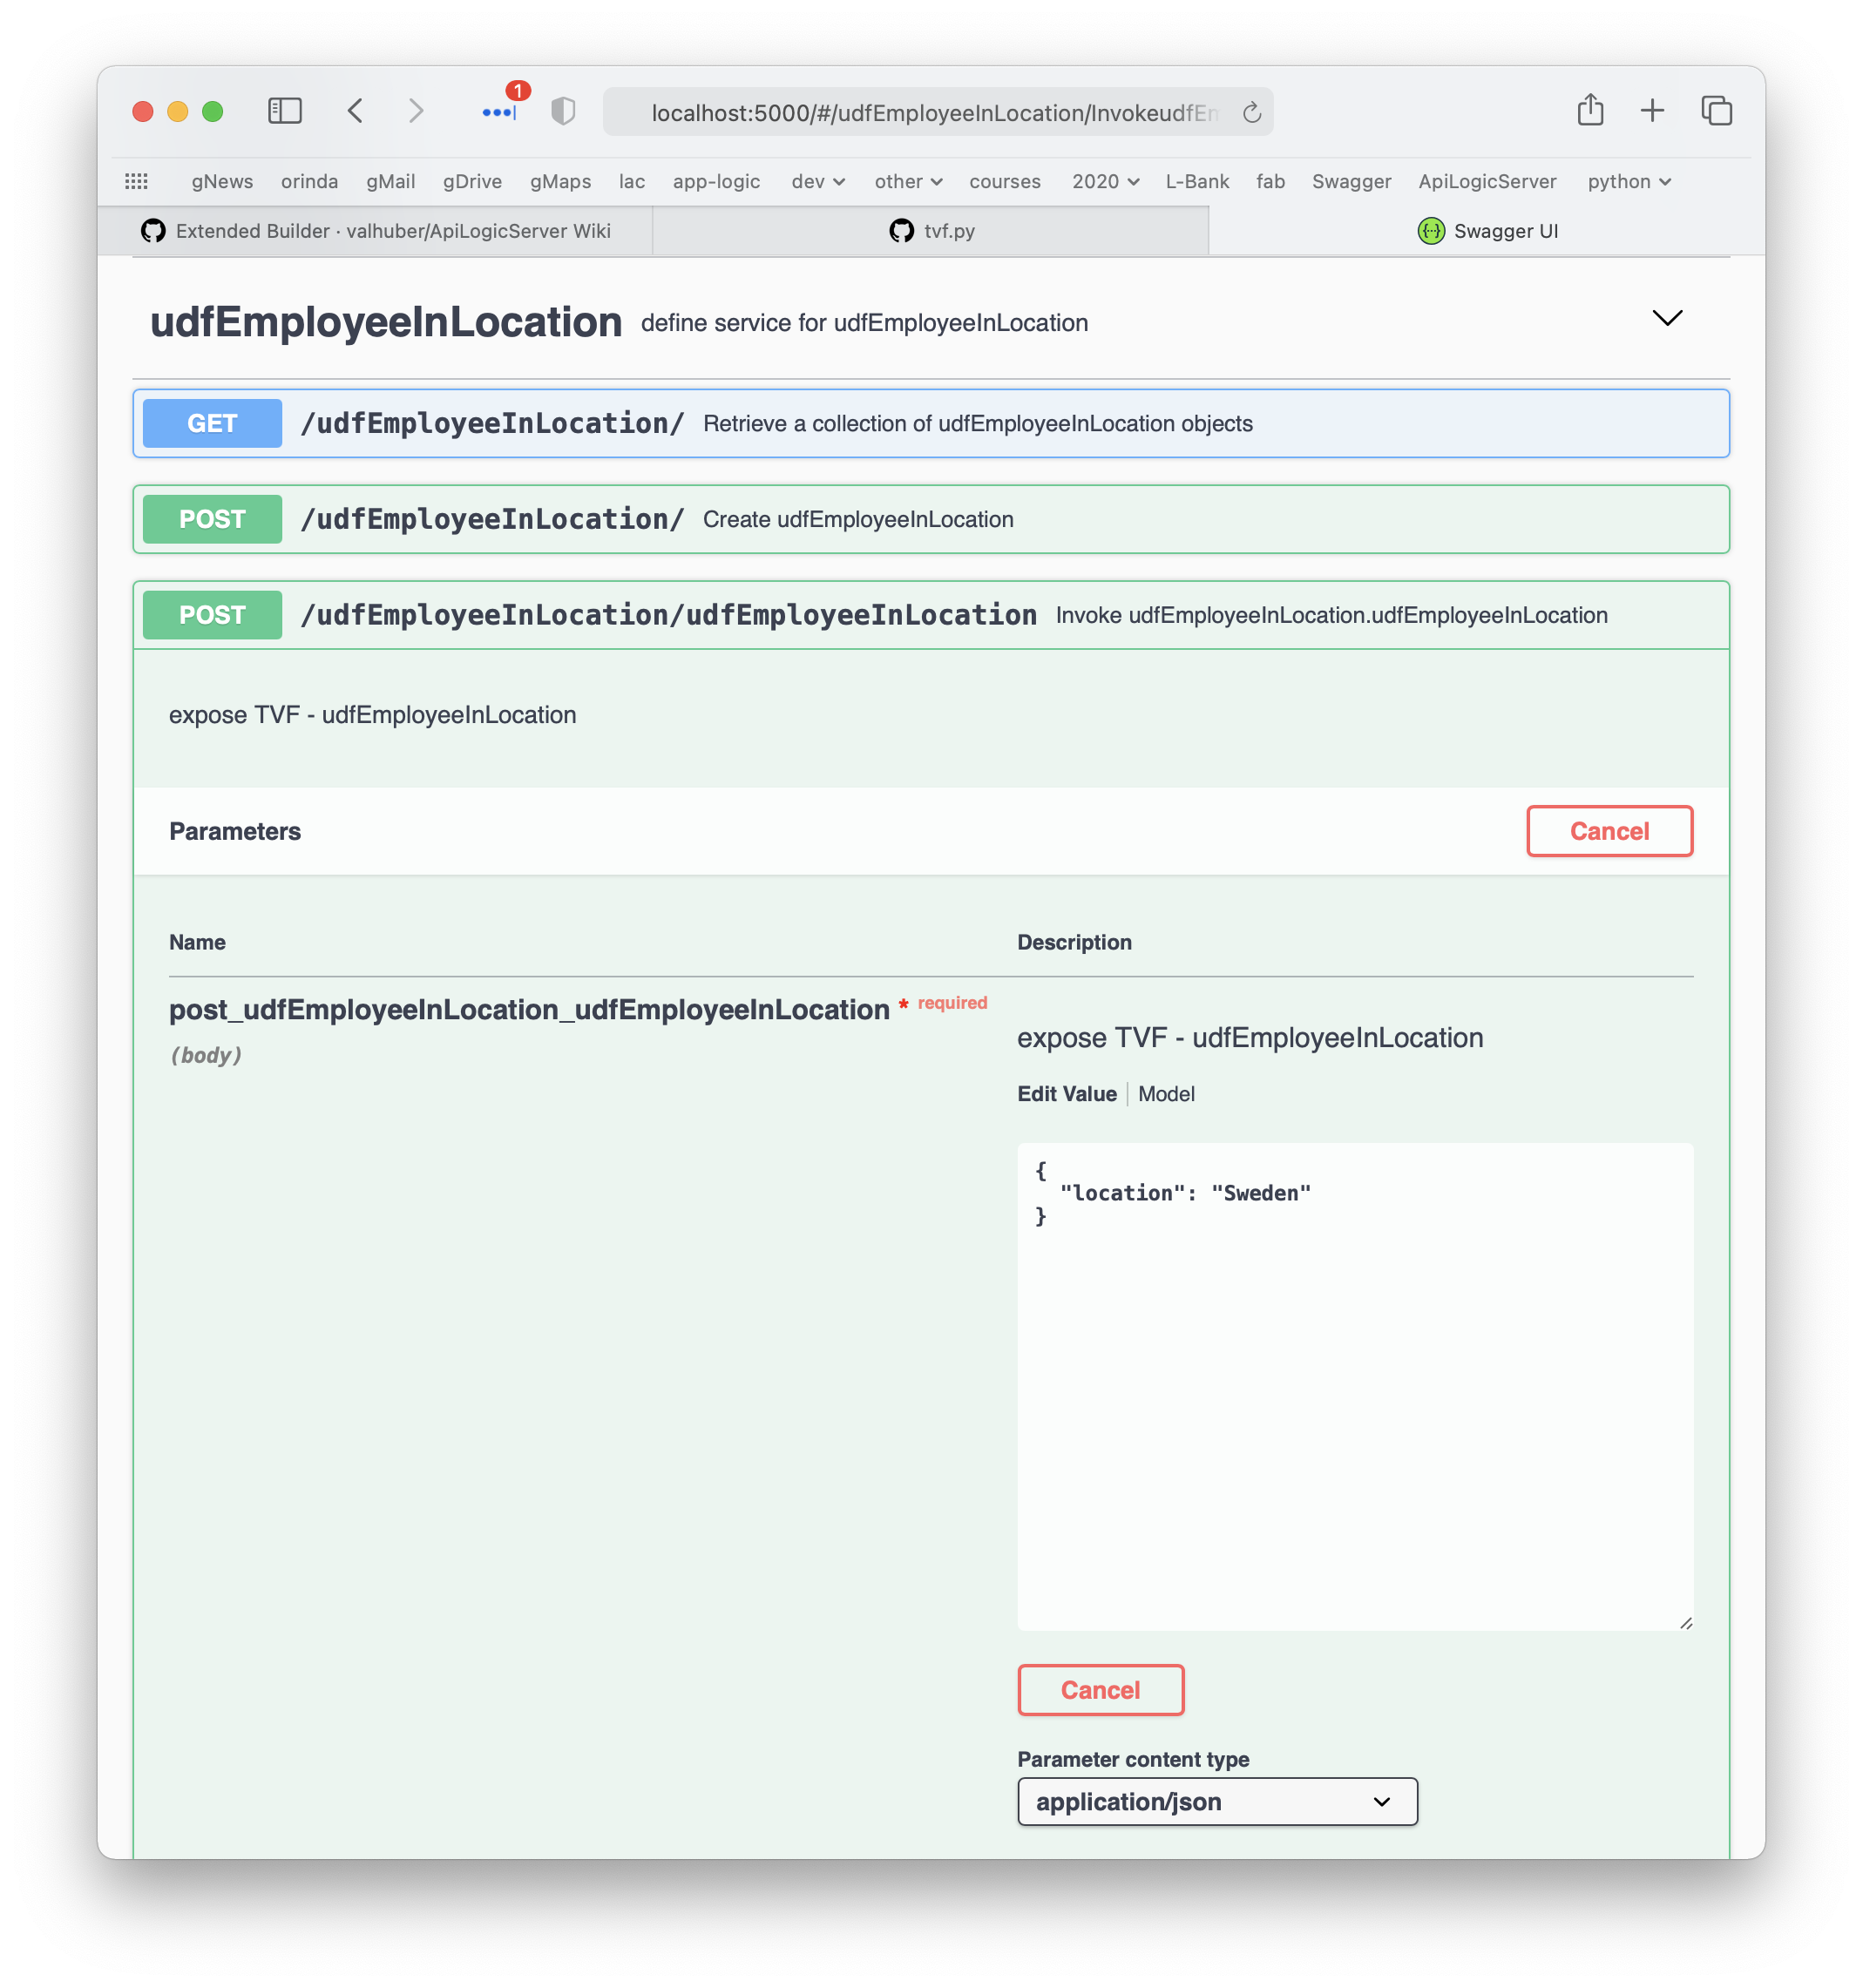 1
localhost:5000/#/udfEmployeeInLocation/InvokeudfEn
gNews orinda gMail gDrive gMaps lac app-logic dev other courses 2020 L-Bank fab Swagger ApiLogicServer python
Extended Builder · valhuber/ApiLogicServer Wiki tvf.py {··} Swagger UI
udfEmployeeInLocation define service for udfEmployeeInLocation
GET /udfEmployeeInLocation/ Retrieve a collection of udfEmployeeInLocation objects
POST /udfEmployeeInLocation/ Create udfEmployeeInLocation
POST /udfEmployeeInLocation/udfEmployeeInLocation Invoke udfEmployeeInLocation.udfEmployeeInLocation
expose TVF - udfEmployeeInLocation
Parameters Cancel
Name Description
post_udfEmployeeInLocation_udfEmployeeInLocation * required
(body)
expose TVF - udfEmployeeInLocation
Edit Value Model
{
"location": "Sweden"
}
Cancel
Parameter content type
application/json